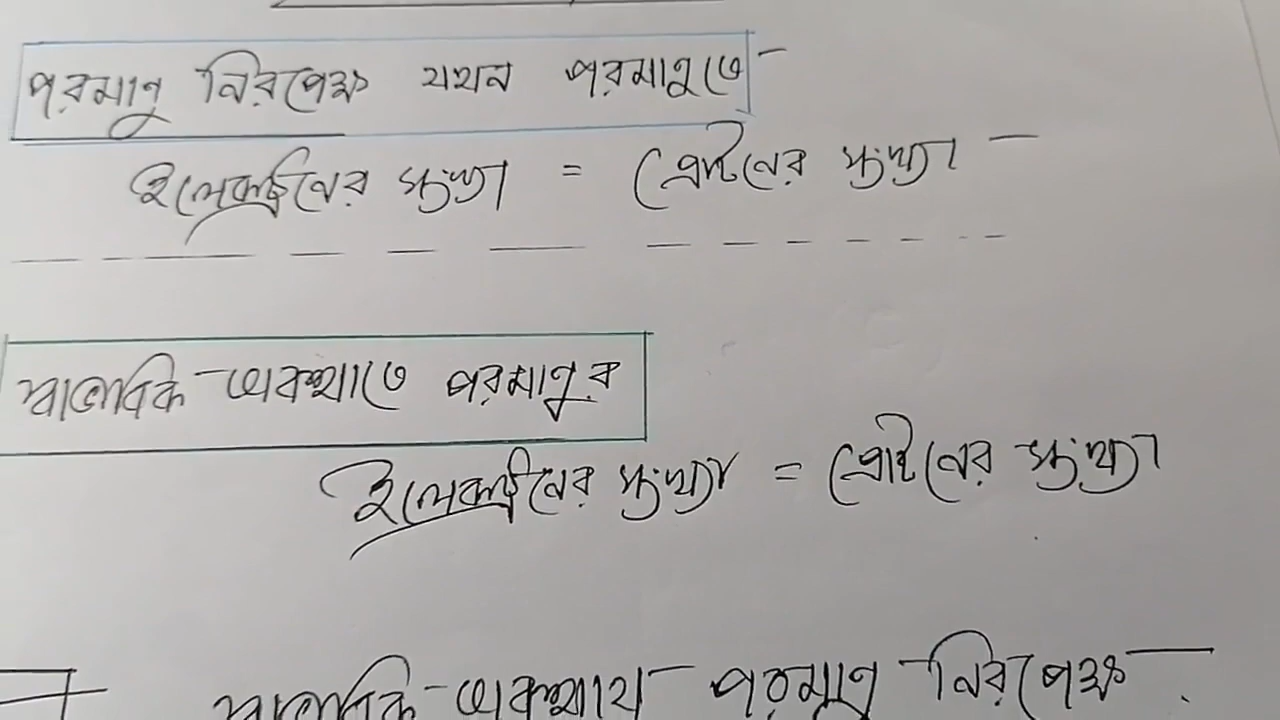 পরমাণু নিরপেক্ষ যখন পরমাণুতে
ইলেকট্রনের সংখ্যা = প্রোটনের সংখ্যা
স্বাভাবিক অবস্থাতে পরমাণুর
ইলেকট্রনের সংখ্যা = প্রোটনের সংখ্যা
স্বাভাবিক অবস্থায় পরমাণু নিরপেক্ষ